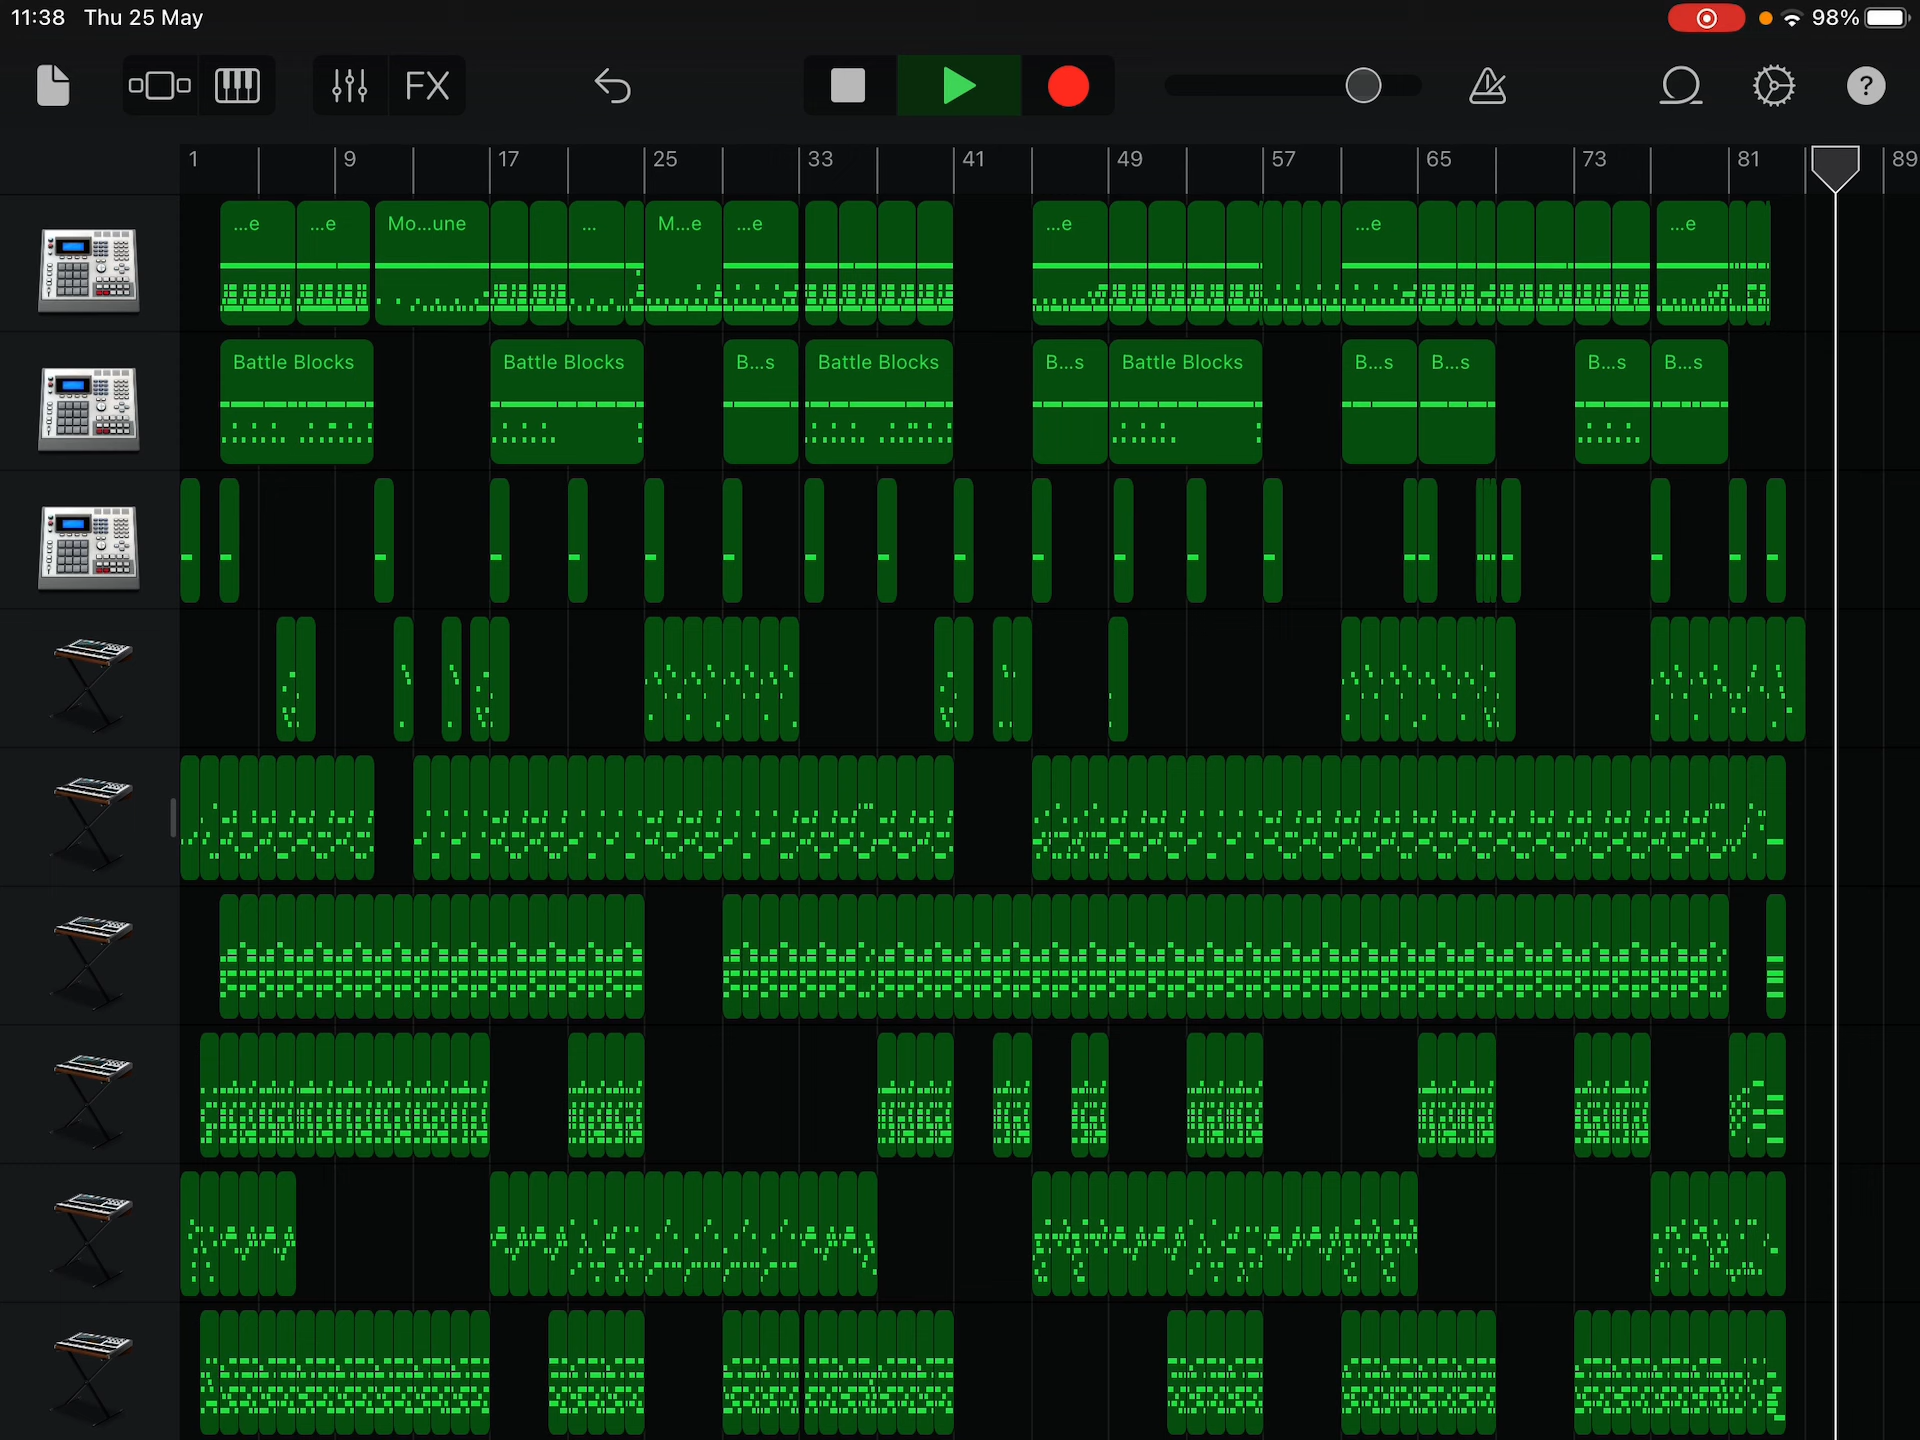 11:38 Thu 25 May
98%
FX
?
1 9 17 25 33 41 49 57 65 73 81 89
...e ...e Mo...une ... M...e ...e ...e ...e ...e
Battle Blocks Battle Blocks B...s Battle Blocks B...s Battle Blocks B...s B...s B...s B...s